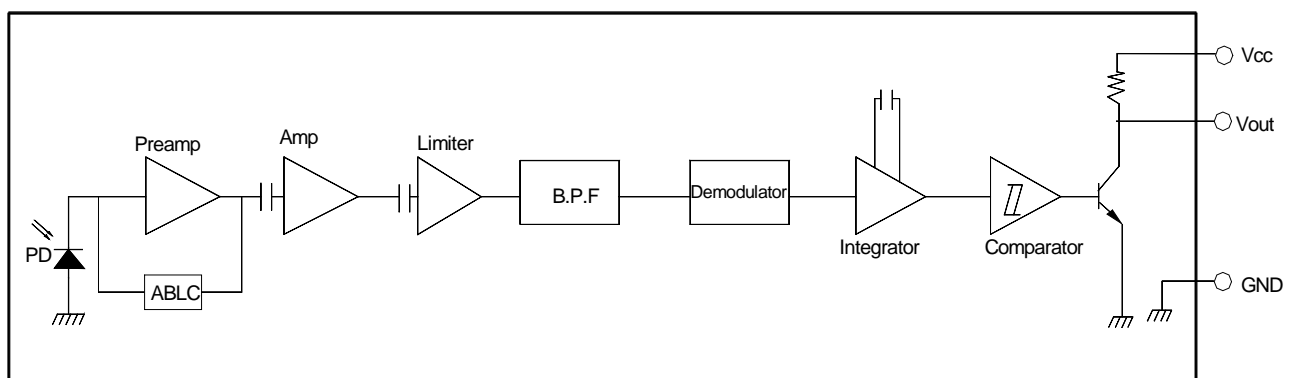 Vcc
Vout
Preamp
Amp
Limiter
B.P.F
Demodulator
Integrator
Comparator
PD
ABLC
GND